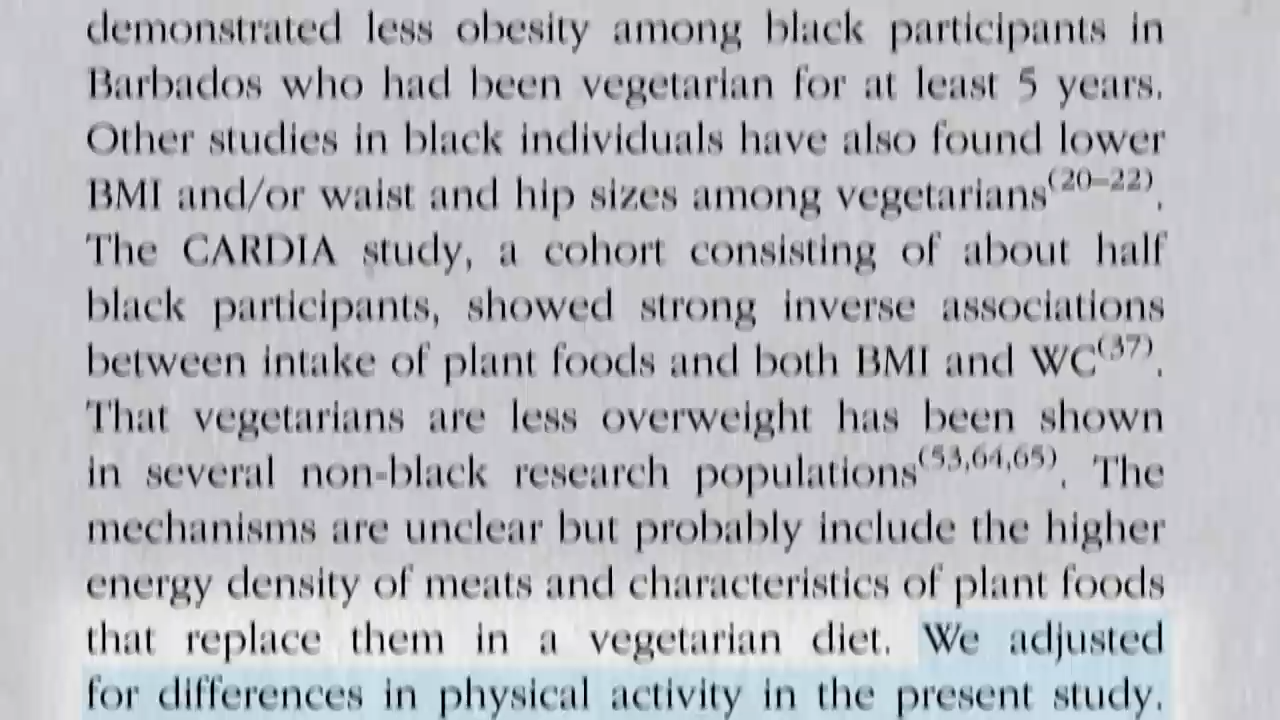 demonstrated less obesity among black participants in
Barbados who had been vegetarian for at least 5 years.
Other studies in black individuals have also found lower
BMI and/or waist and hip sizes among vegetarians(20–22).
The CARDIA study, a cohort consisting of about half
black participants, showed strong inverse associations
between intake of plant foods and both BMI and WC(37).
That vegetarians are less overweight has been shown
in several non-black research populations(53,64,65). The
mechanisms are unclear but probably include the higher
energy density of meats and characteristics of plant foods
that replace them in a vegetarian diet. We adjusted
for differences in physical activity in the present study.